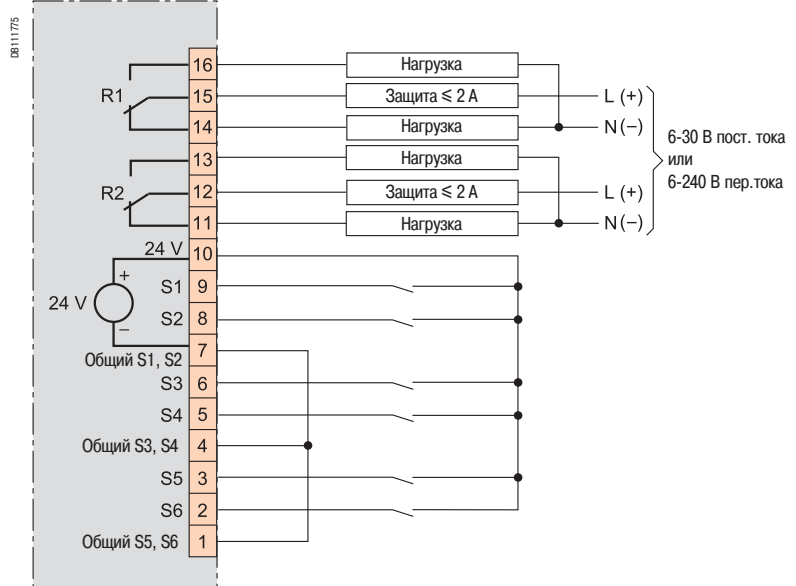 DB111775
16 Нагрузка
R1 15 Защита ⩽ 2 А L (+)
14 Нагрузка N (−)
13 Нагрузка
R2 12 Защита ⩽ 2 А L (+)
11 Нагрузка N (−)
6-30 В пост. тока
или
6-240 В пер.тока
24 V 10
+
24 V
−
S1 9
S2 8
7
Общий S1, S2
S3 6
S4 5
Общий S3, S4 4
S5 3
S6 2
Общий S5, S6 1